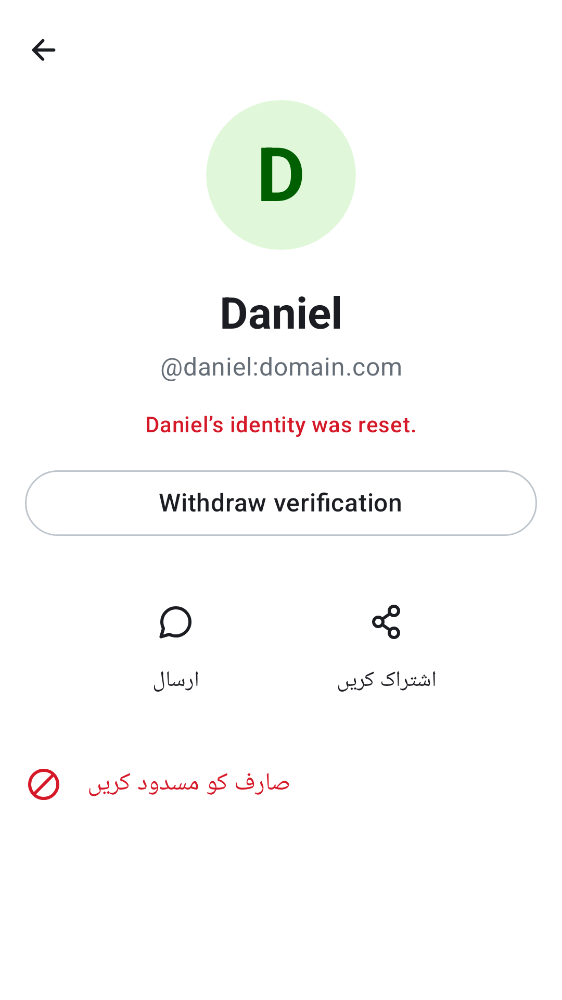 D
Daniel
@daniel:domain.com
Daniel's identity was reset.
Withdraw verification
ارسال
اشتراک کریں
صارف کو مسدود کریں